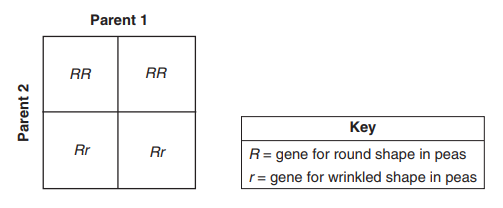 Parent 1
Parent 2
RR RR
Rr Rr
Key
R = gene for round shape in peas
r = gene for wrinkled shape in peas